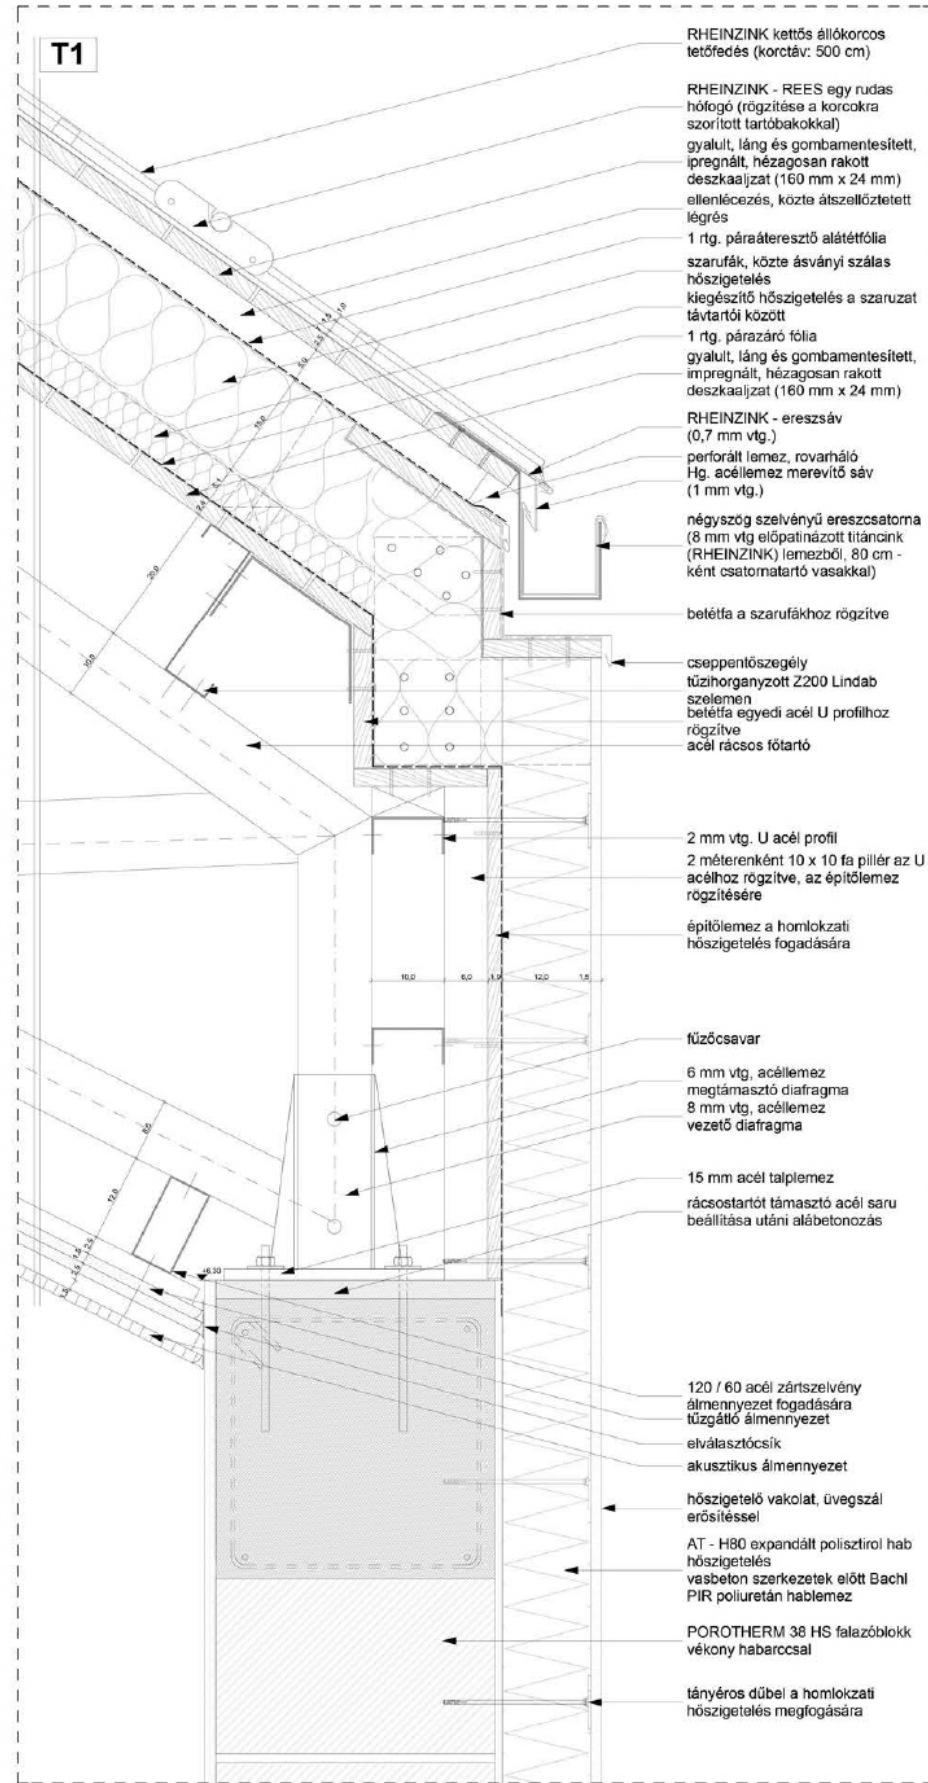 T1
RHEINZINK kettős állókorcos
tetőfedés (korctáv: 500 cm)
RHEINZINK - REES egy rudas
hófogó (rögzítése a korcokra
szorított tartóbakokkal)
gyalult, láng és gombamentesített,
ipregnált, hézagosan rakott
deszkaaljzat (160 mm x 24 mm)
ellenlécezés, közte átszellőztetett
légrés
1 rtg. páraáteresztő alátétfólia
szarufák, közte ásványi szálas
hőszigetelés
kiegészítő hőszigetelés a szaruzat
távtartói között
1 rtg. párazáró fólia
gyalult, láng és gombamentesített,
impregnált, hézagosan rakott
deszkaaljzat (160 mm x 24 mm)
RHEINZINK - ereszsáv
(0,7 mm vtg.)
perforált lemez, rovarháló
Hg. acéllemez merevítő sáv
(1 mm vtg.)
négyszög szelvényű ereszcsatorna
(8 mm vtg előpatinázott titáncink
(RHEINZINK) lemezből, 80 cm -
ként csatornatartó vasakkal)
betétfa a szarufákhoz rögzítve
cseppentőszegély
tűzihorganyzott Z200 Lindab
szelemen
betétfa egyedi acél U profilhoz
rögzítve
acél rácsos főtartó
2 mm vtg. U acél profil
2 méterenként 10 x 10 fa pillér az U
acélhoz rögzítve, az építőlemez
rögzítésére
építőlemez a homlokzati
hőszigetelés fogadására
10,0 6,0 1,9 12,0 1,5
fűzőcsavar
6 mm vtg, acéllemez
megtámasztó diafragma
8 mm vtg, acéllemez
vezető diafragma
15 mm acél talplemez
rácsostartót támasztó acél saru
beállítása utáni alábetonozás
+6,30
120 / 60 acél zártszelvény
álmennyezet fogadására
tűzgátló álmennyezet
elválasztócsík
akusztikus álmennyezet
hőszigetelő vakolat, üvegszál
erősítéssel
AT - H80 expandált polisztirol hab
hőszigetelés
vasbeton szerkezetek előtt Bachl
PIR poliuretán hablemez
POROTHERM 38 HS falazóblokk
vékony habarccsal
tányéros dűbel a homlokzati
hőszigetelés megfogására